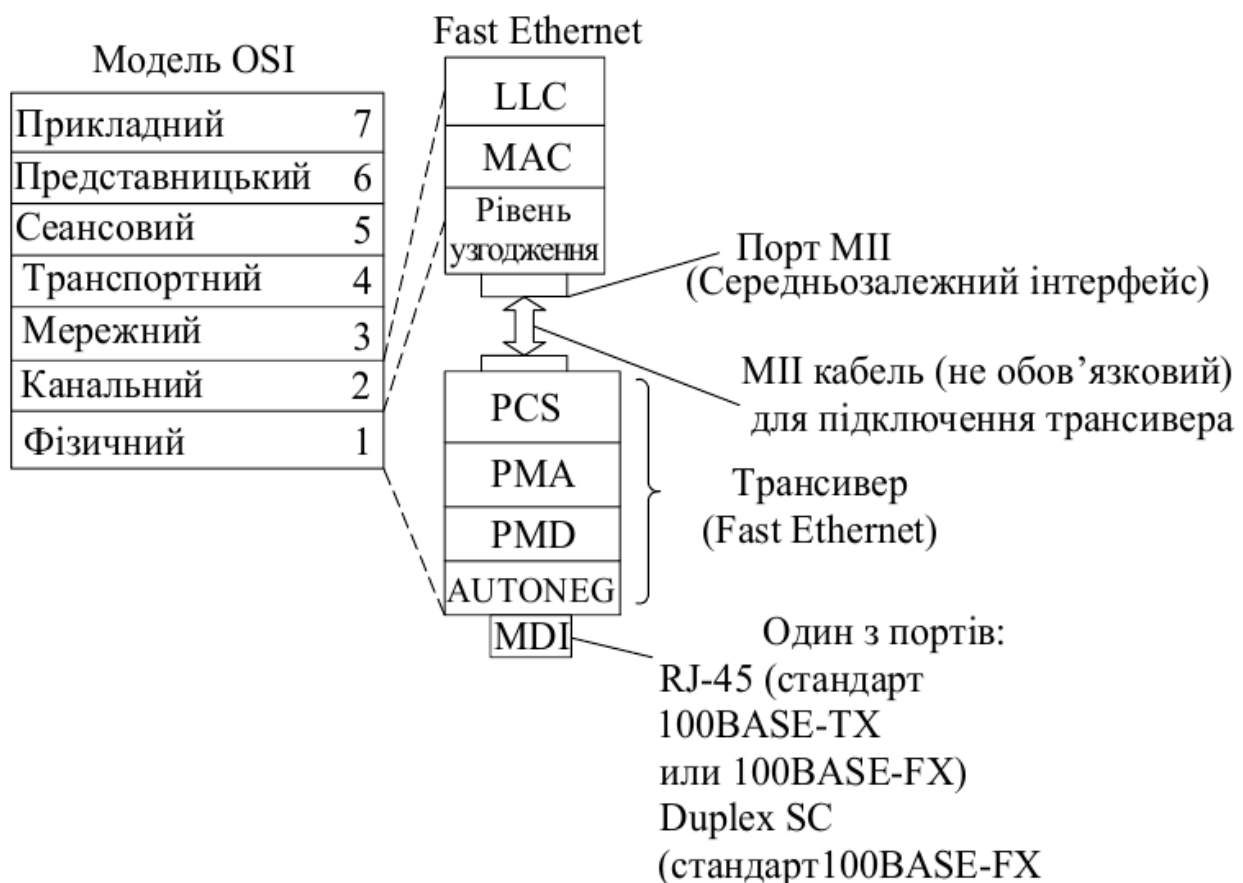 Модель OSI
Прикладний 7
Представницький 6
Сеансовий 5
Транспортний 4
Мережний 3
Канальний 2
Фізичний 1
Fast Ethernet
LLC
MAC
Рівень
узгодження
Порт MII
(Середньозалежний інтерфейс)
MII кабель (не обов’язковий)
для підключення трансивера
PCS
PMA
PMD
AUTONEG
MDI
Трансивер
(Fast Ethernet)
Один з портів:
RJ-45 (стандарт
100BASE-TX
или 100BASE-FX)
Duplex SC
(стандарт100BASE-FX